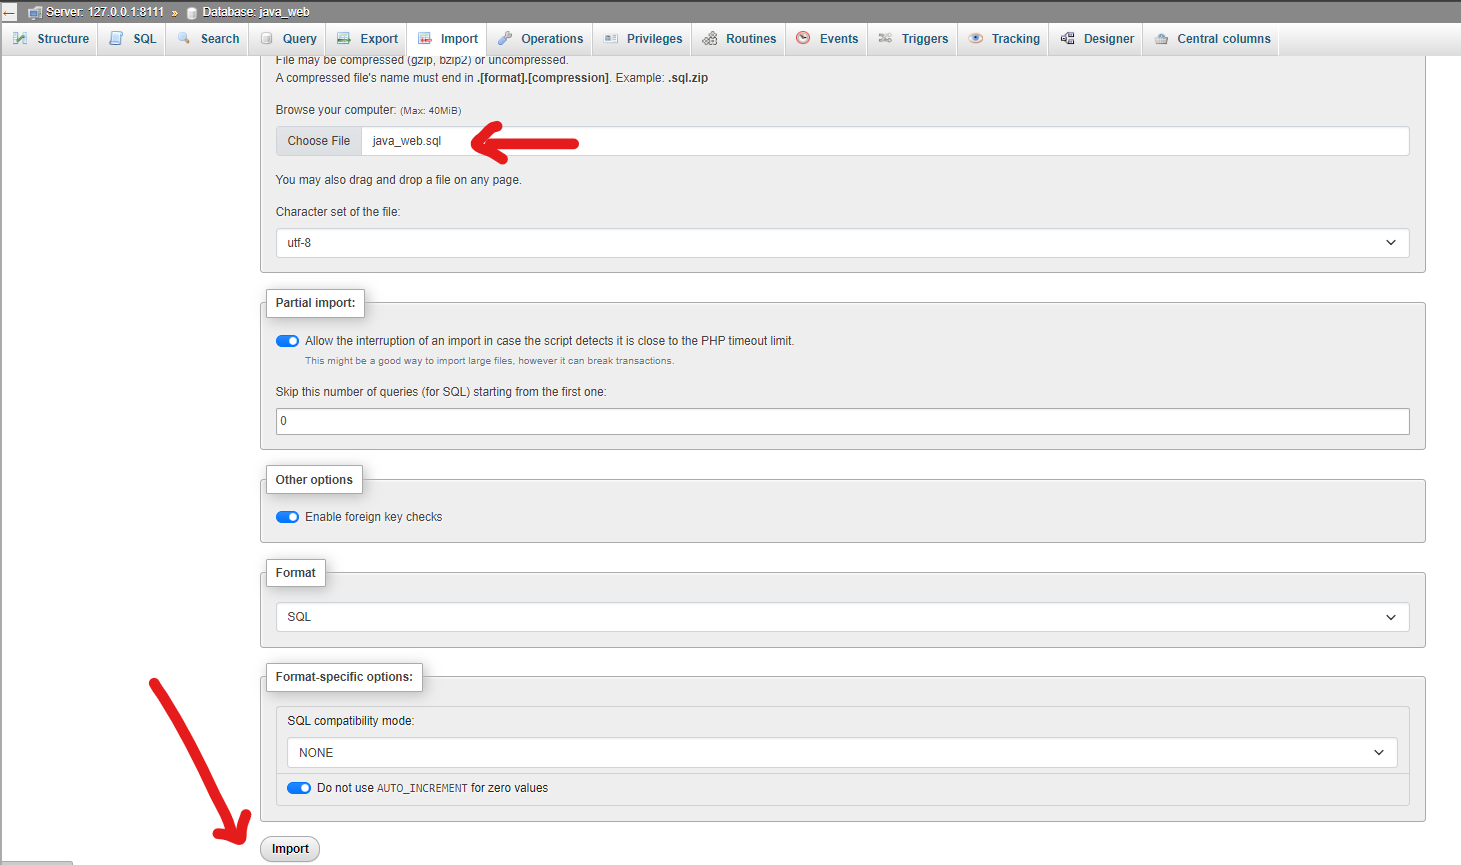 Server: 127.0.0.1:8111 » Database: java_web
Structure SQL Search Query Export Import Operations Privileges Routines Events Triggers Tracking Designer Central columns
File may be compressed (gzip, bzip2) or uncompressed.
A compressed file's name must end in .[format].[compression]. Example: .sql.zip
Browse your computer: (Max: 40MiB)
Choose File java_web.sql
You may also drag and drop a file on any page.
Character set of the file:
utf-8
Partial import:
Allow the interruption of an import in case the script detects it is close to the PHP timeout limit.
This might be a good way to import large files, however it can break transactions.
Skip this number of queries (for SQL) starting from the first one:
0
Other options
Enable foreign key checks
Format
SQL
Format-specific options:
SQL compatibility mode:
NONE
Do not use AUTO_INCREMENT for zero values
Import